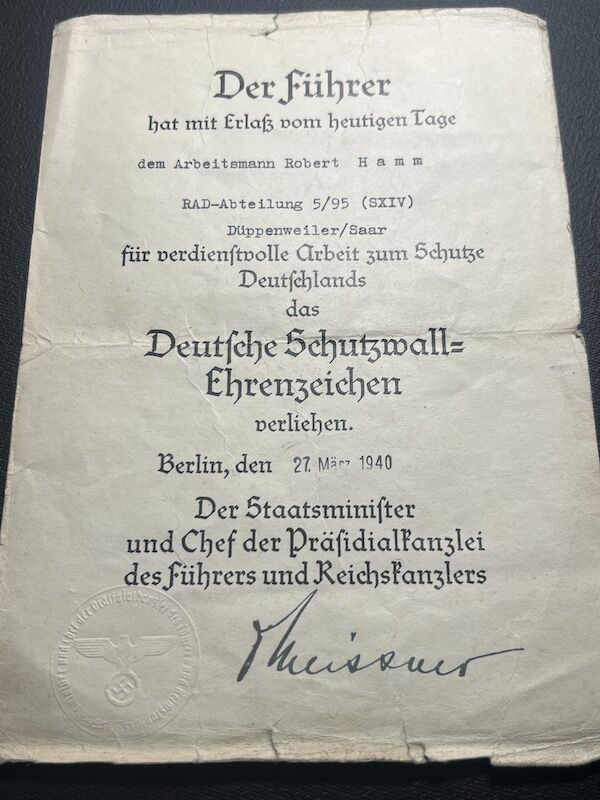 Der Führer
hat mit Erlaß vom heutigen Tage
dem Arbeitsmann Robert H a m m
RAD-Abteilung 5/95 (SXIV)
Düppenweiler/Saar
für verdienstvolle Arbeit zum Schutze
Deutschlands
das
Deutsche Schutzwall=
Ehrenzeichen
verliehen.
Berlin, den 27. März 1940
Der Staatsminister
und Chef der Präsidialkanzlei
des Führers und Reichskanzlers
Meissner